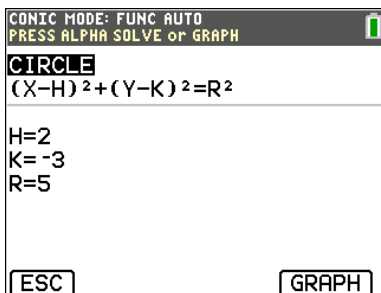 CONIC MODE: FUNC AUTO
PRESS ALPHA SOLVE or GRAPH
CIRCLE
(X-H)²+(Y-K)²=R²
H=2
K=⁻3
R=5
ESC GRAPH